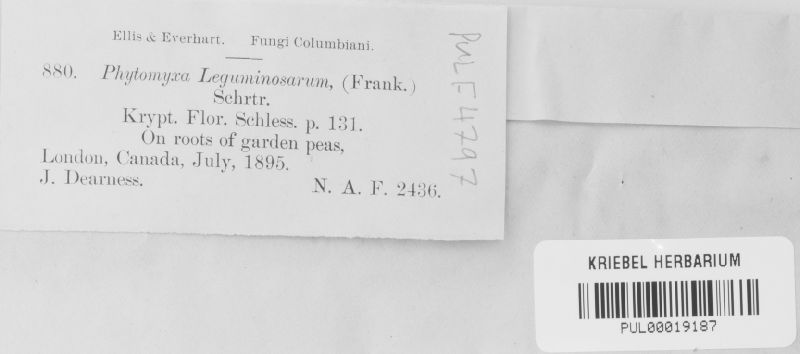 Ellis & Everhart. Fungi Columbiani.
880. Phytomyxa Leguminosarum, (Frank.)
Schrtr.
Krypt. Flor. Schless. p. 131.
On roots of garden peas,
London, Canada, July, 1895.
J. Dearness. N. A. F. 2436.
PUL F4797
KRIEBEL HERBARIUM
PUL00019187